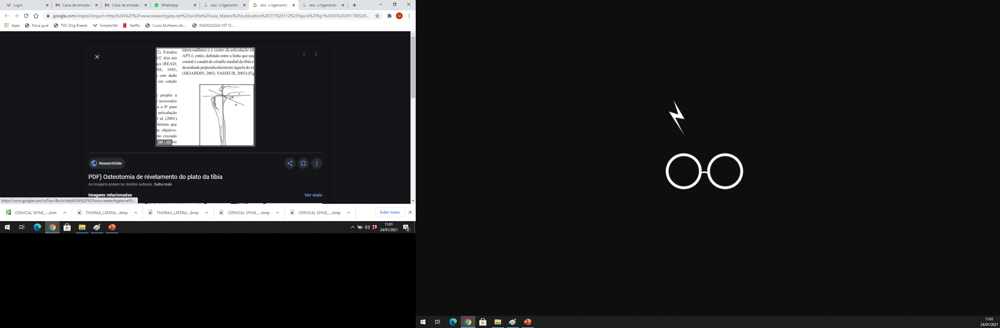 Login
Caixa de entrada (
Caixa de entrada (
WhatsApp
raio -x ligamento
raio -x ligamento
raio -x ligamento
google.com/imgres?imgurl=https%3A%2F%2Fwww.researchgate.net%2Fprofile%2FJulia_Matera%2Fpublication%2F277828112%2Ffigure%2Ffig1%2FAS%3A391788520...
U
Apps
Nova guia
TOC Dog Breeds
SimplesVet
Netflix
Curso Mulheres de...
RADIOLOGIA VET O...
2). Estudos
CC têm um
ça (READ;
NE, 1983;
este dado
em estudo
propõe a
necessário
a a 0º para
articulação
t al. (2001)
cluíram que
te objetivo.
nto cruzado
rio
320 × 320
intercondilares e o centro da articulação tal
APT é, então, definido entre a linha que une
cranial e caudal do côndilo medial da tíbia e
desenhada perpendicularmente àquela do ei
(DEJARDIN, 2003; VASSEUR, 2003) (Fig
c
φ
b
ResearchGate
PDF) Osteotomia de nivelamento do plato da tíbia
As imagens podem ter direitos autorais. Saiba mais
Imagens relacionadas
Ver mais
https://www.google.com/url?sa=i&url=https%3A%2F%2Fwww.researchgate.net%...
CERVICAL SPINE_....dcm
THORAX_LATERA....bmp
THORAX_LATERA....bmp
CERVICAL SPINE_....bmp
CERVICAL SPINE_....bmp
Exibir todos
11:01
24/01/2021
2
11:01
24/01/2021